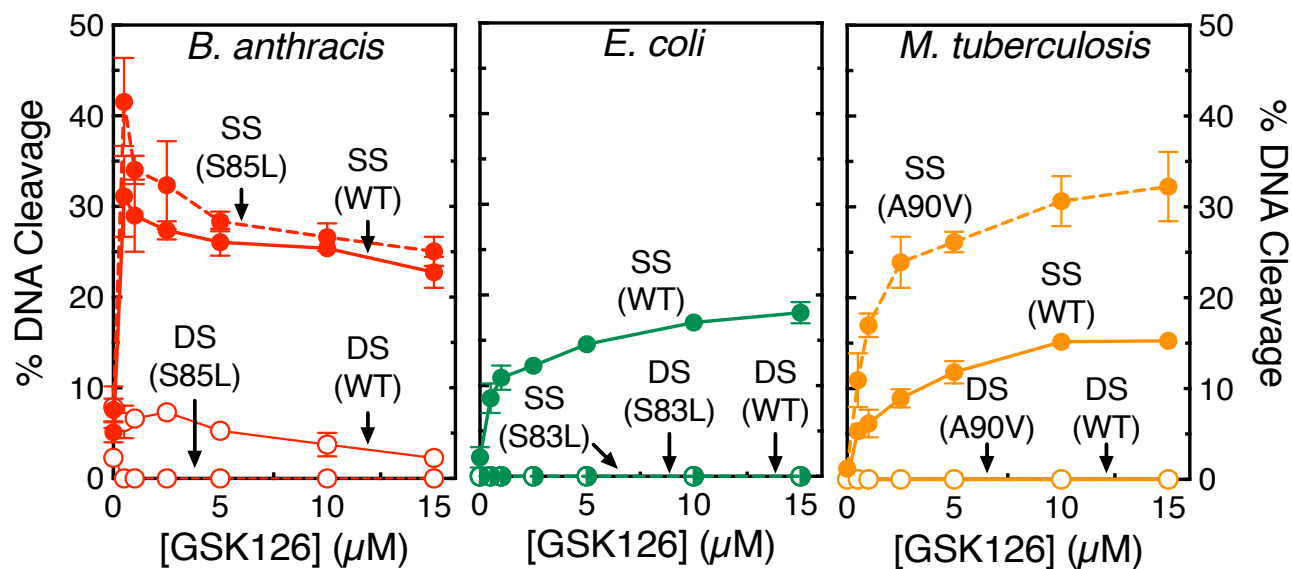 B. anthracis
E. coli
M. tuberculosis
% DNA Cleavage
50
40
30
20
10
0
SS
(S85L)
SS
(WT)
DS
(S85L)
DS
(WT)
0
5
10
15
[GSK126] (µM)
SS
(WT)
SS
(S83L)
DS
(S83L)
DS
(WT)
0
5
10
15
[GSK126] (µM)
SS
(A90V)
SS
(WT)
DS
(A90V)
DS
(WT)
0
5
10
15
[GSK126] (µM)
50
40
30
20
10
0
% DNA Cleavage